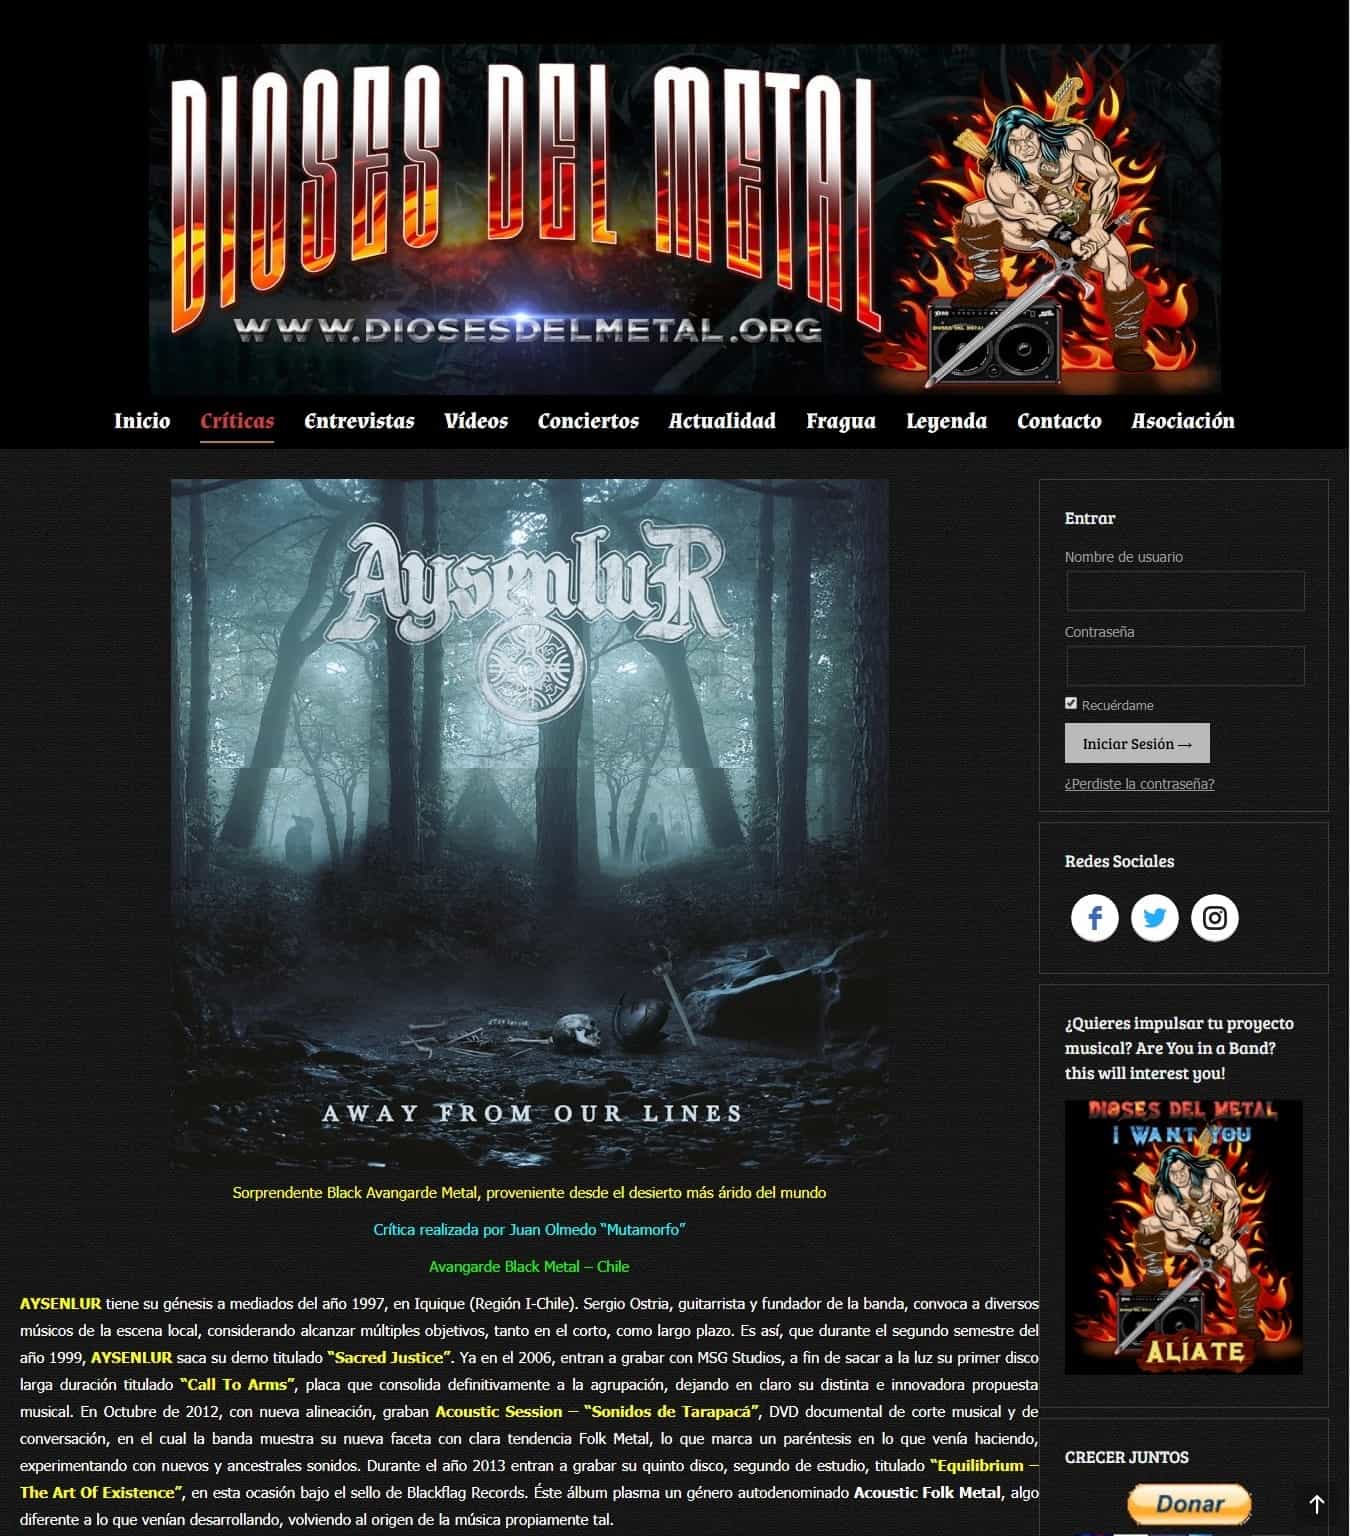 DIOSES DEL METAL
WWW.DIOSESDELMETAL.ORG
Inicio Críticas Entrevistas Vídeos Conciertos Actualidad Fragua Leyenda Contacto Asociación
AysenluR
AWAY FROM OUR LINES
Sorprendente Black Avangarde Metal, proveniente desde el desierto más árido del mundo
Crítica realizada por Juan Olmedo “Mutamorfo”
Avangarde Black Metal – Chile
AYSENLUR tiene su génesis a mediados del año 1997, en Iquique (Región I-Chile). Sergio Ostria, guitarrista y fundador de la banda, convoca a diversos
músicos de la escena local, considerando alcanzar múltiples objetivos, tanto en el corto, como largo plazo. Es así, que durante el segundo semestre del
año 1999, AYSENLUR saca su demo titulado “Sacred Justice”. Ya en el 2006, entran a grabar con MSG Studios, a fin de sacar a la luz su primer disco
larga duración titulado “Call To Arms”, placa que consolida definitivamente a la agrupación, dejando en claro su distinta e innovadora propuesta
musical. En Octubre de 2012, con nueva alineación, graban Acoustic Session – “Sonidos de Tarapacá”, DVD documental de corte musical y de
conversación, en el cual la banda muestra su nueva faceta con clara tendencia Folk Metal, lo que marca un paréntesis en lo que venía haciendo,
experimentando con nuevos y ancestrales sonidos. Durante el año 2013 entran a grabar su quinto disco, segundo de estudio, titulado “Equilibrium –
The Art Of Existence”, en esta ocasión bajo el sello de Blackflag Records. Éste álbum plasma un género autodenominado Acoustic Folk Metal, algo
diferente a lo que venían desarrollando, volviendo al origen de la música propiamente tal.
Entrar
Nombre de usuario
Contraseña
Recuérdame
Iniciar Sesión →
¿Perdiste la contraseña?
Redes Sociales
¿Quieres impulsar tu proyecto
musical? Are You in a Band?
this will interest you!
DIOSES DEL METAL
I WANT YOU
ALÍATE
CRECER JUNTOS
Donar